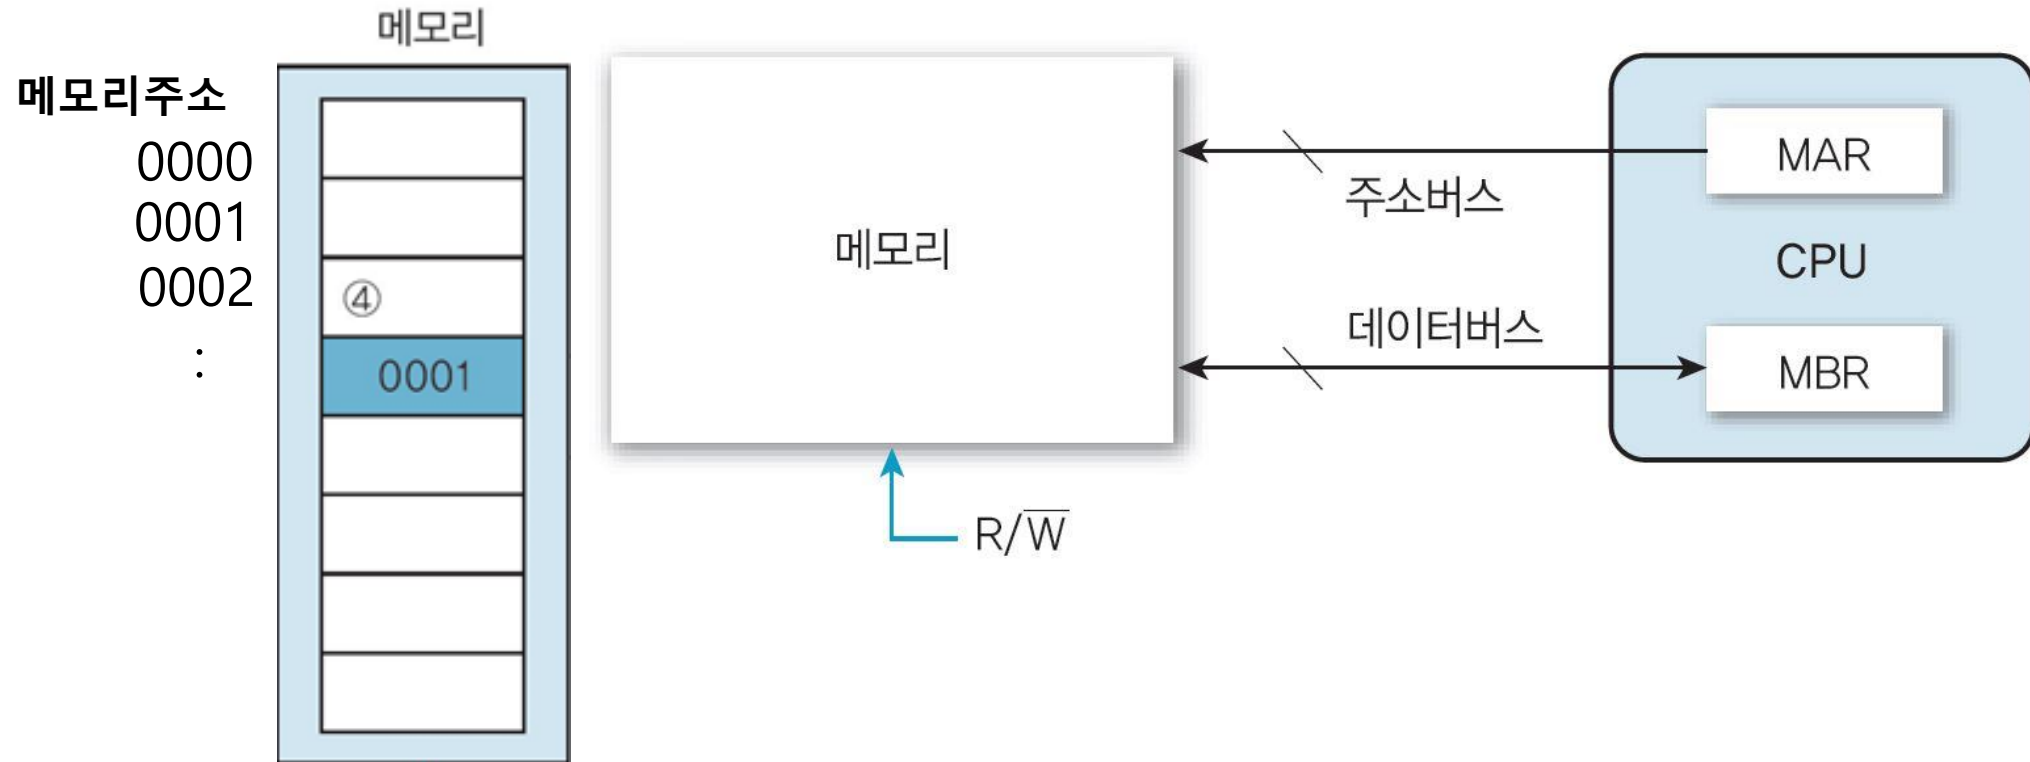 메모리
메모리주소
0000
0001
0002
:
④
0001
메모리
주소버스
데이터버스
MAR
CPU
MBR
R/W̅